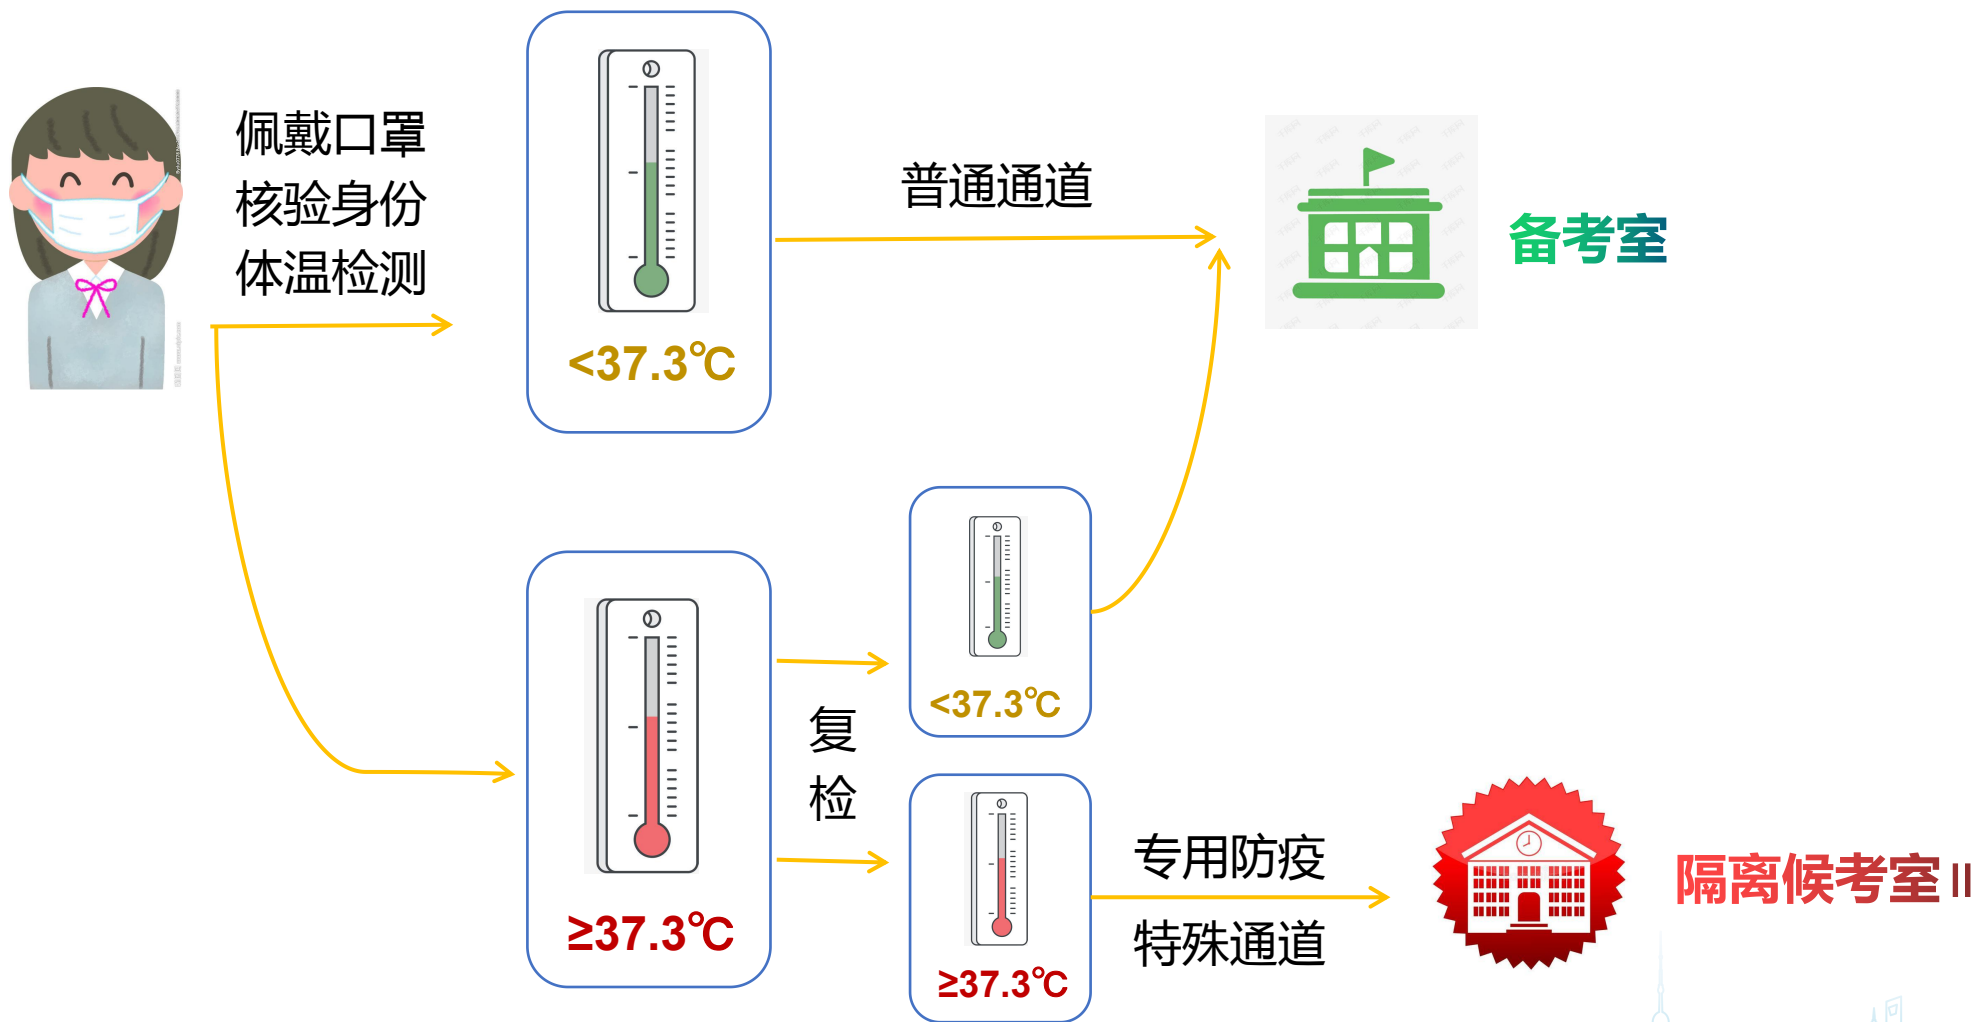 佩戴口罩
核验身份
体温检测
<37.3℃
普通通道
备考室
≥37.3℃
复
检
<37.3℃
≥37.3℃
专用防疫
特殊通道
隔离候考室Ⅱ